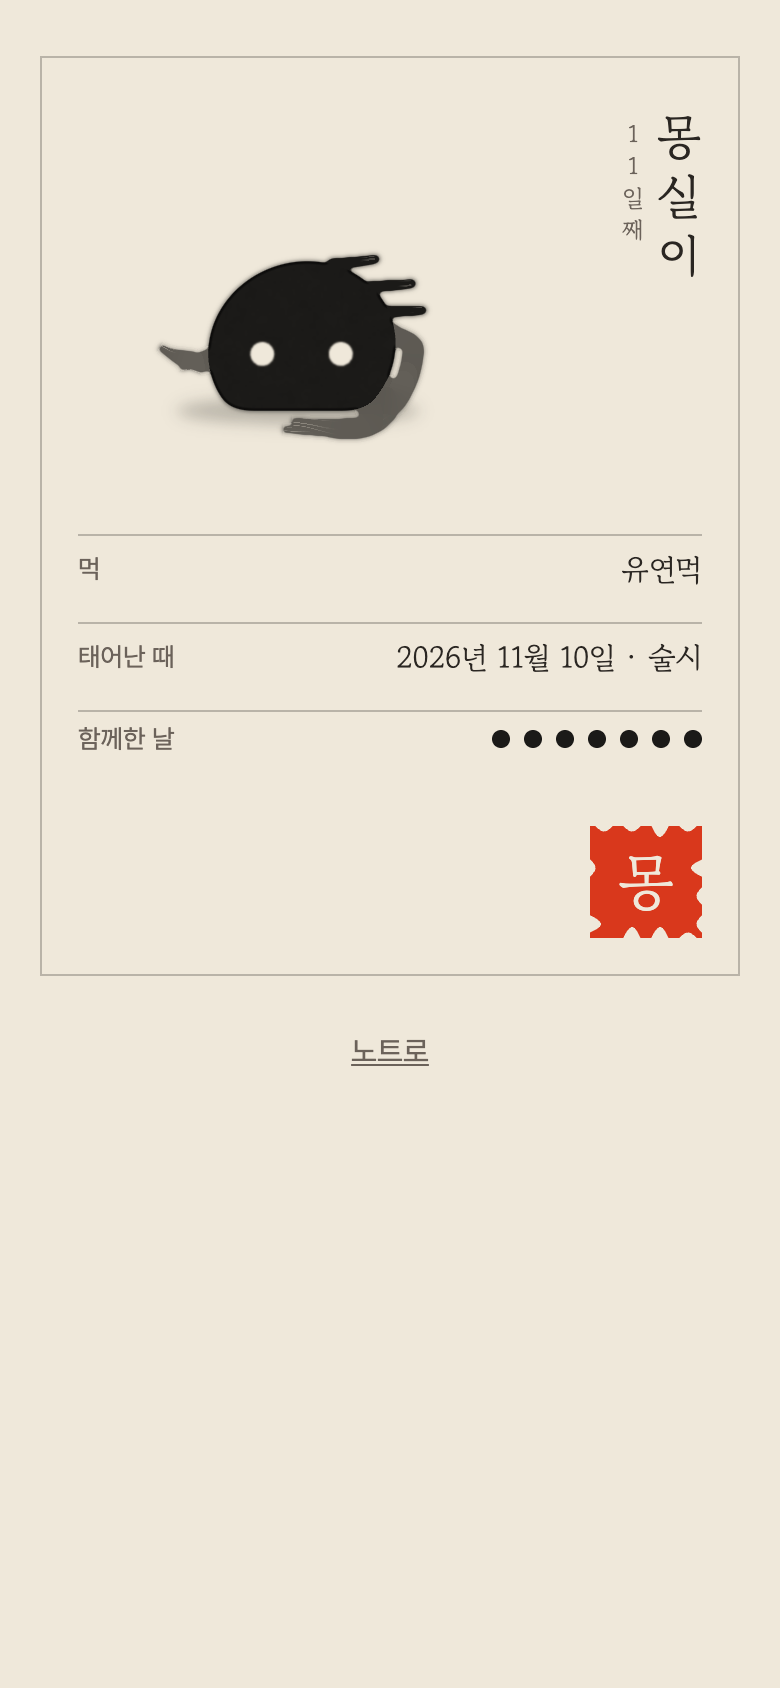 몽실이
11일째
먹 유연먹
태어난 때 2026년 11월 10일 · 술시
함께한 날
몽
노트로